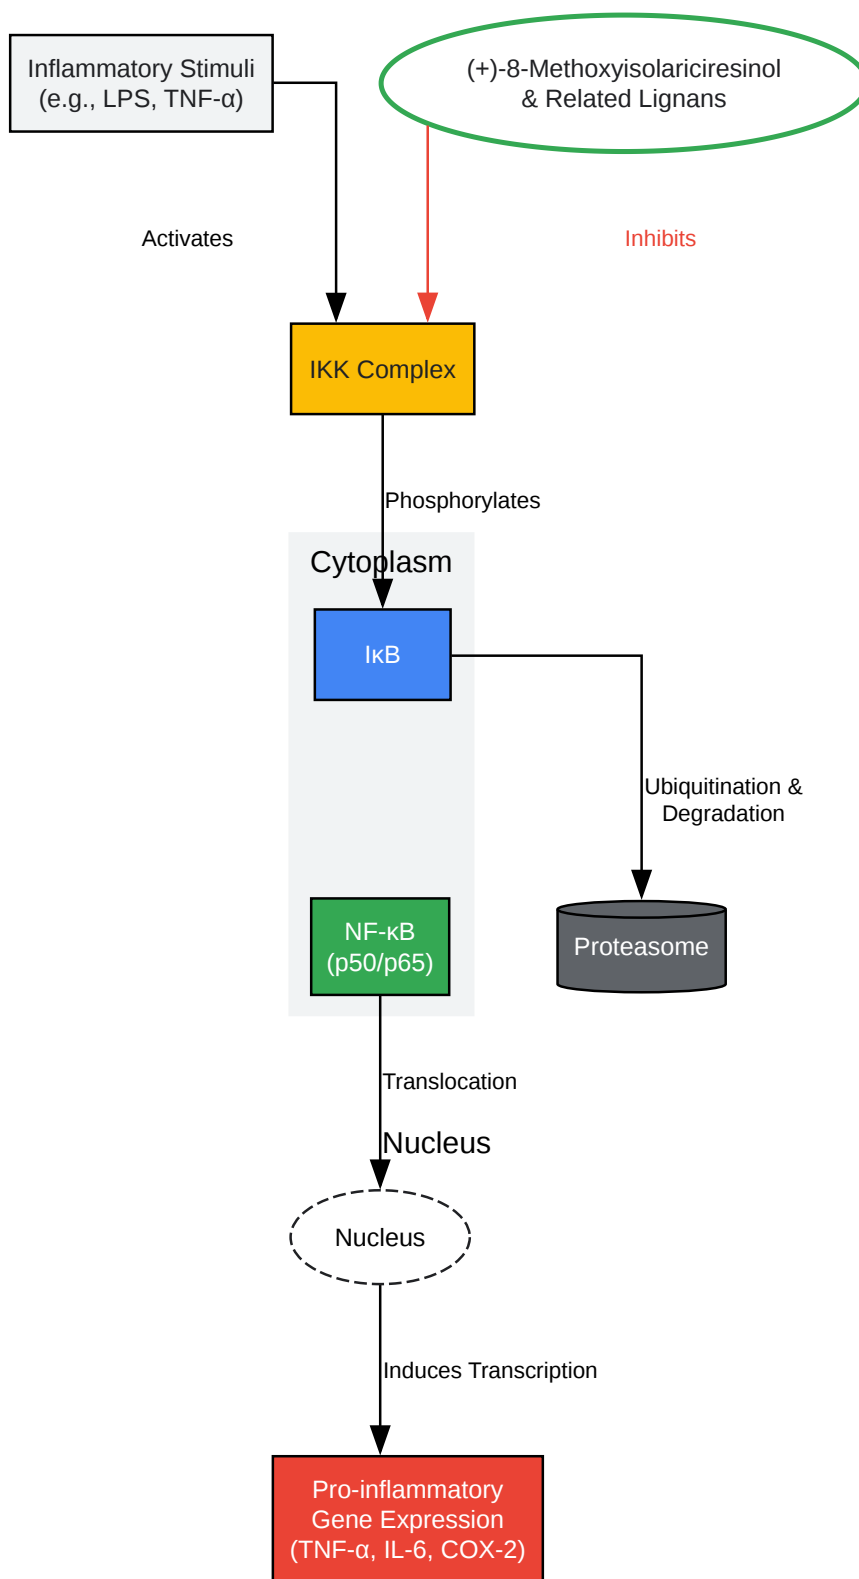 Inflammatory Stimuli
(e.g., LPS, TNF-α)
(+)-8-Methoxyisolariciresinol
& Related Lignans
Activates
Inhibits
IKK Complex
Phosphorylates
Cytoplasm
IκB
Ubiquitination &
Degradation
NF-κB
(p50/p65)
Proteasome
Translocation
Nucleus
Nucleus
Induces Transcription
Pro-inflammatory
Gene Expression
(TNF-α, IL-6, COX-2)